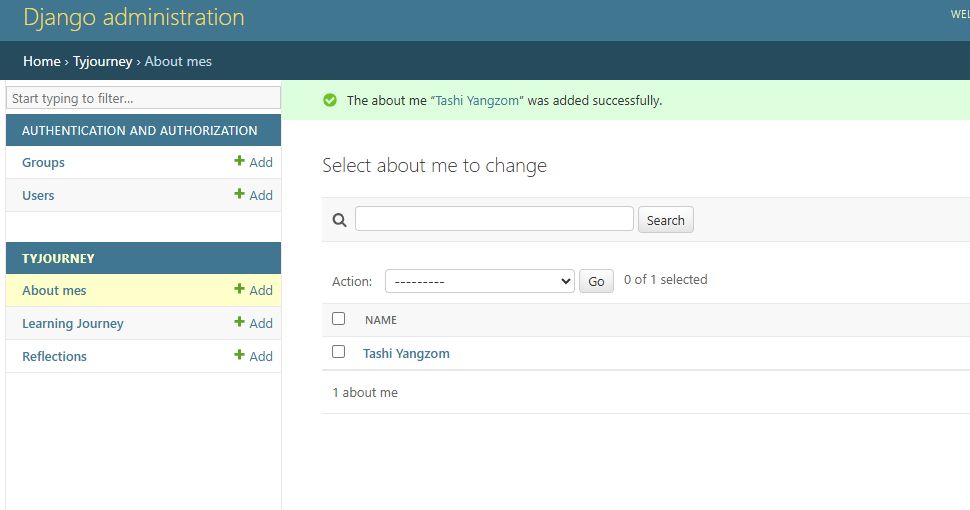 Django administration
WEL
Home › Tyjourney › About mes
Start typing to filter...
AUTHENTICATION AND AUTHORIZATION
Groups + Add
Users + Add
TYJOURNEY
About mes + Add
Learning Journey + Add
Reflections + Add
The about me “Tashi Yangzom” was added successfully.
Select about me to change
Search
Action: --------- Go 0 of 1 selected
NAME
Tashi Yangzom
1 about me